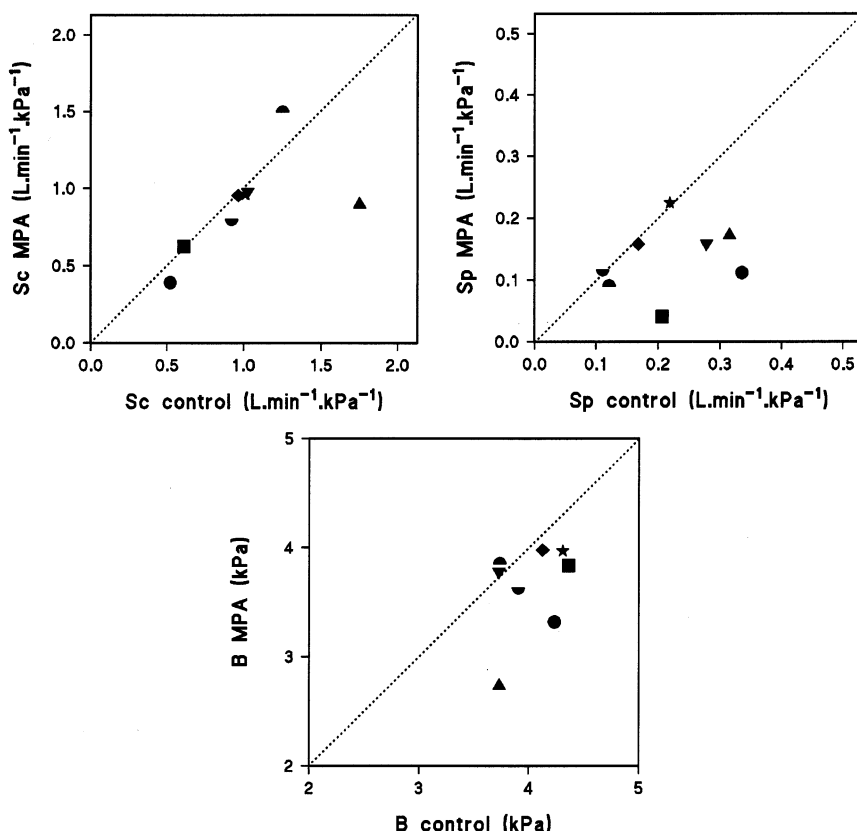 2.0
1.5
1.0
0.5
0.0
Sc MPA (L.min⁻¹.kPa⁻¹)
0.0 0.5 1.0 1.5 2.0
Sc control (L.min⁻¹.kPa⁻¹)
0.5
0.4
0.3
0.2
0.1
0.0
Sp MPA (L.min⁻¹.kPa⁻¹)
0.0 0.1 0.2 0.3 0.4 0.5
Sp control (L.min⁻¹.kPa⁻¹)
5
4
3
2
B MPA (kPa)
2 3 4 5
B control (kPa)